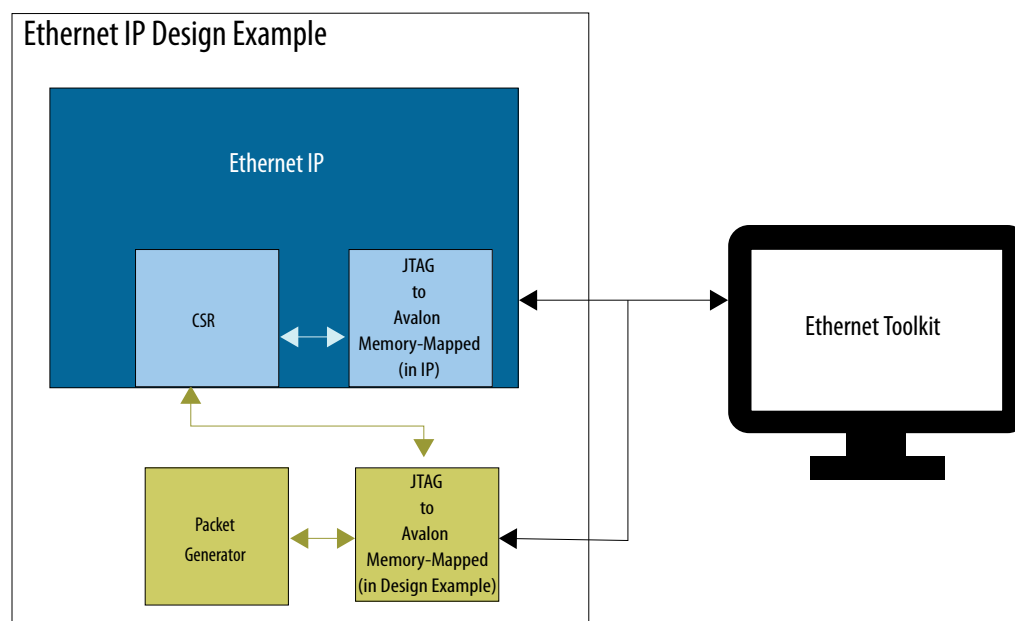 Ethernet IP Design Example
Ethernet IP
CSR
JTAG
to
Avalon
Memory-Mapped
(in IP)
Ethernet Toolkit
Packet
Generator
JTAG
to
Avalon
Memory-Mapped
(in Design Example)